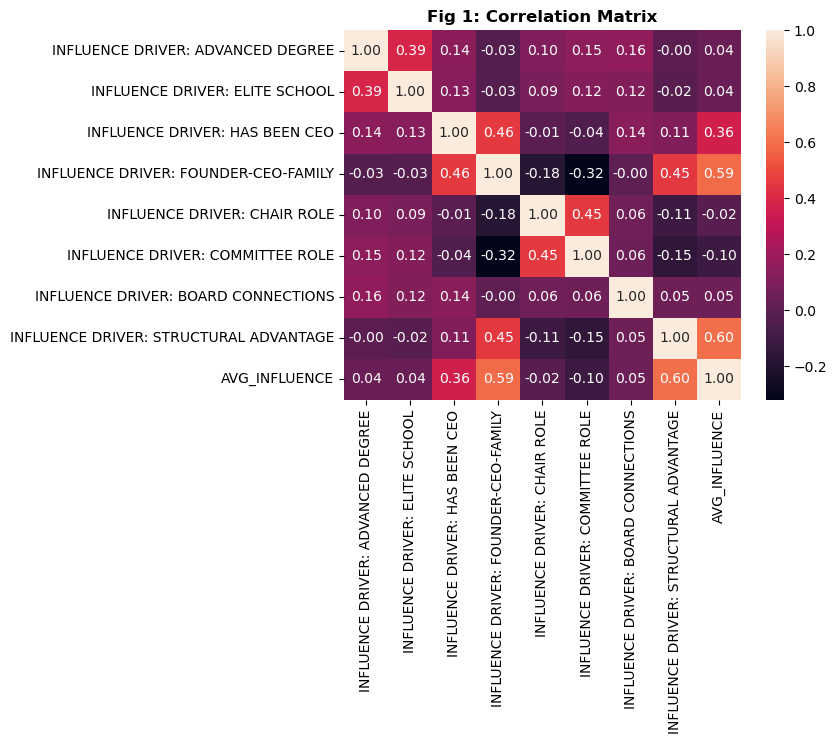 Fig 1: Correlation Matrix
INFLUENCE DRIVER: ADVANCED DEGREE 1.00 0.39 0.14 -0.03 0.10 0.15 0.16 -0.00 0.04
INFLUENCE DRIVER: ELITE SCHOOL 0.39 1.00 0.13 -0.03 0.09 0.12 0.12 -0.02 0.04
INFLUENCE DRIVER: HAS BEEN CEO 0.14 0.13 1.00 0.46 -0.01 -0.04 0.14 0.11 0.36
INFLUENCE DRIVER: FOUNDER-CEO-FAMILY -0.03 -0.03 0.46 1.00 -0.18 -0.32 -0.00 0.45 0.59
INFLUENCE DRIVER: CHAIR ROLE 0.10 0.09 -0.01 -0.18 1.00 0.45 0.06 -0.11 -0.02
INFLUENCE DRIVER: COMMITTEE ROLE 0.15 0.12 -0.04 -0.32 0.45 1.00 0.06 -0.15 -0.10
INFLUENCE DRIVER: BOARD CONNECTIONS 0.16 0.12 0.14 -0.00 0.06 0.06 1.00 0.05 0.05
INFLUENCE DRIVER: STRUCTURAL ADVANTAGE -0.00 -0.02 0.11 0.45 -0.11 -0.15 0.05 1.00 0.60
AVG_INFLUENCE 0.04 0.04 0.36 0.59 -0.02 -0.10 0.05 0.60 1.00
INFLUENCE DRIVER: ADVANCED DEGREE
INFLUENCE DRIVER: ELITE SCHOOL
INFLUENCE DRIVER: HAS BEEN CEO
INFLUENCE DRIVER: FOUNDER-CEO-FAMILY
INFLUENCE DRIVER: CHAIR ROLE
INFLUENCE DRIVER: COMMITTEE ROLE
INFLUENCE DRIVER: BOARD CONNECTIONS
INFLUENCE DRIVER: STRUCTURAL ADVANTAGE
AVG_INFLUENCE
1.0
0.8
0.6
0.4
0.2
0.0
−0.2